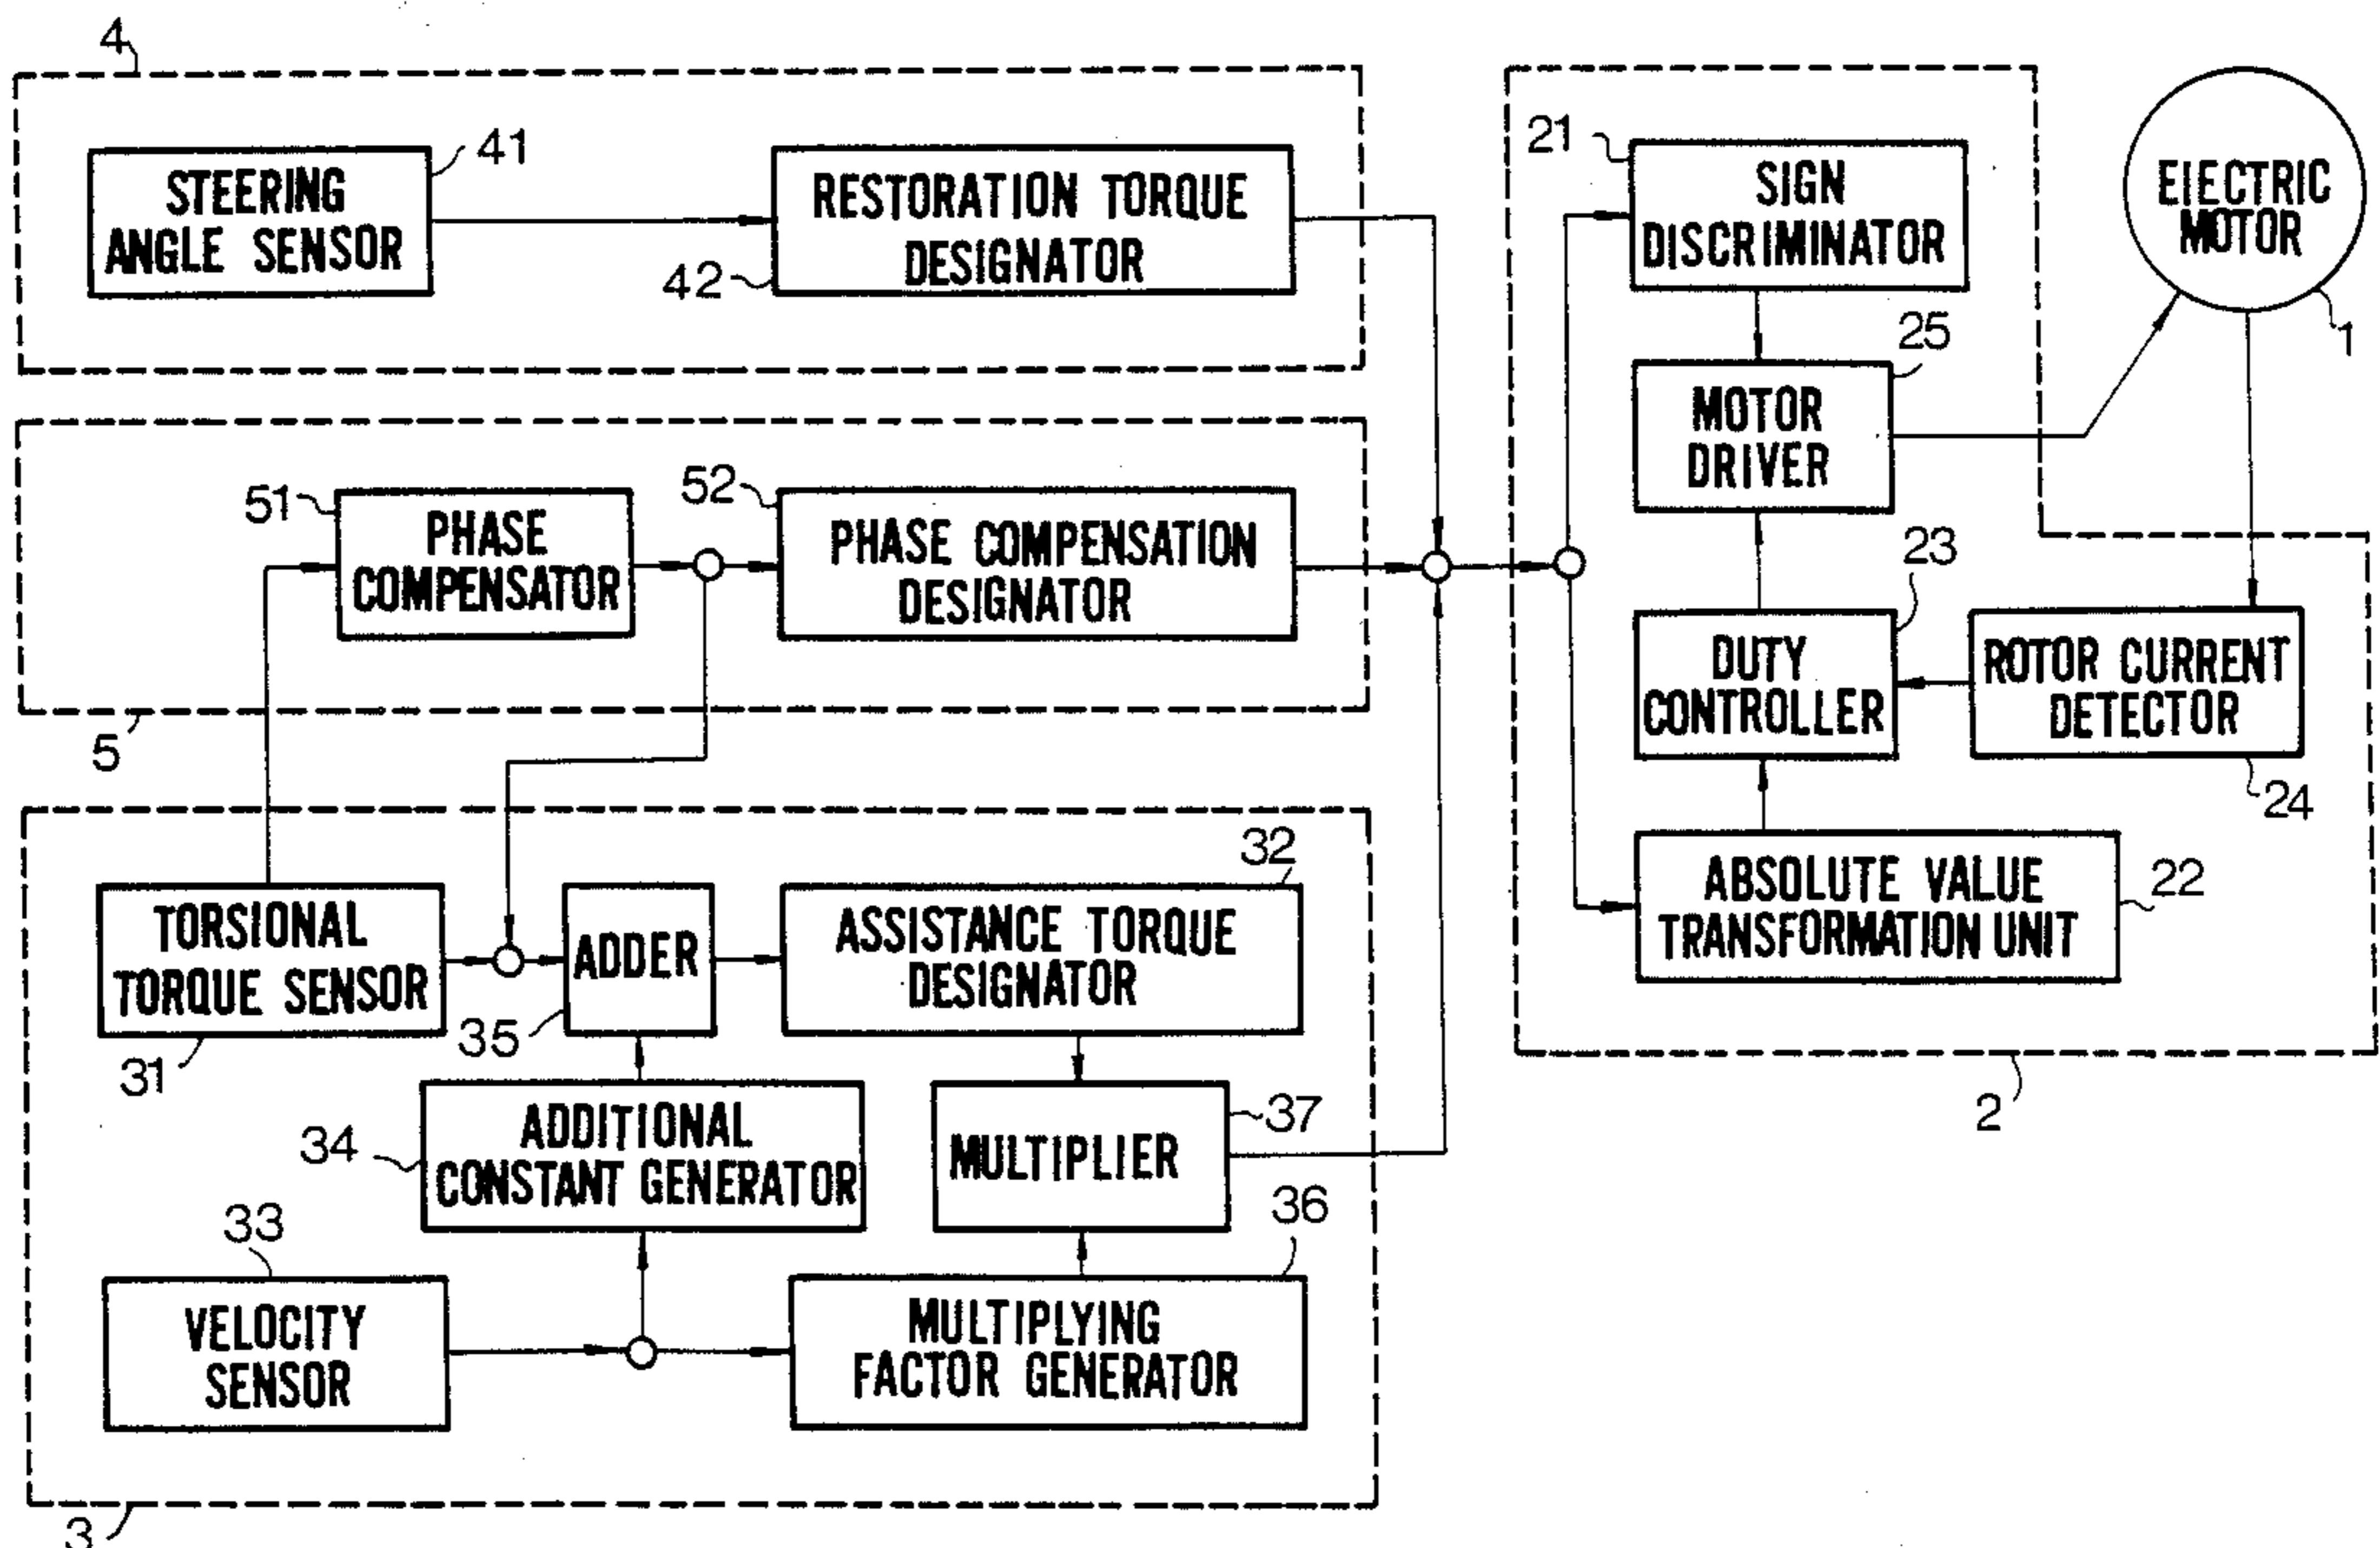 4
STEERING
ANGLE SENSOR
41
RESTORATION TORQUE
DESIGNATOR
42
51
PHASE
COMPENSATOR
52
PHASE COMPENSATION
DESIGNATOR
5
TORSIONAL
TORQUE SENSOR
31
ADDER
35
32
ASSISTANCE TORQUE
DESIGNATOR
34
ADDITIONAL
CONSTANT GENERATOR
MULTIPLIER
37
33
VELOCITY
SENSOR
36
MULTIPLYING
FACTOR GENERATOR
3
21
SIGN
DISCRIMINATOR
ELECTRIC
MOTOR
1
25
MOTOR
DRIVER
23
DUTY
CONTROLLER
ROTOR CURRENT
DETECTOR
24
ABSOLUTE VALUE
TRANSFORMATION UNIT
22
2